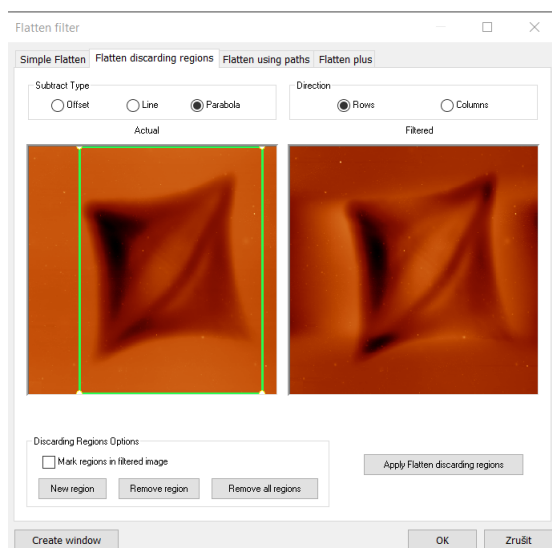 Flatten filter
Simple Flatten Flatten discarding regions Flatten using paths Flatten plus
Subtract Type
Offset Line Parabola
Direction
Rows Columns
Actual
Filtered
Discarding Regions Options
Mark regions in filtered image
New region Remove region Remove all regions
Apply Flatten discarding regions
Create window OK Zrušit